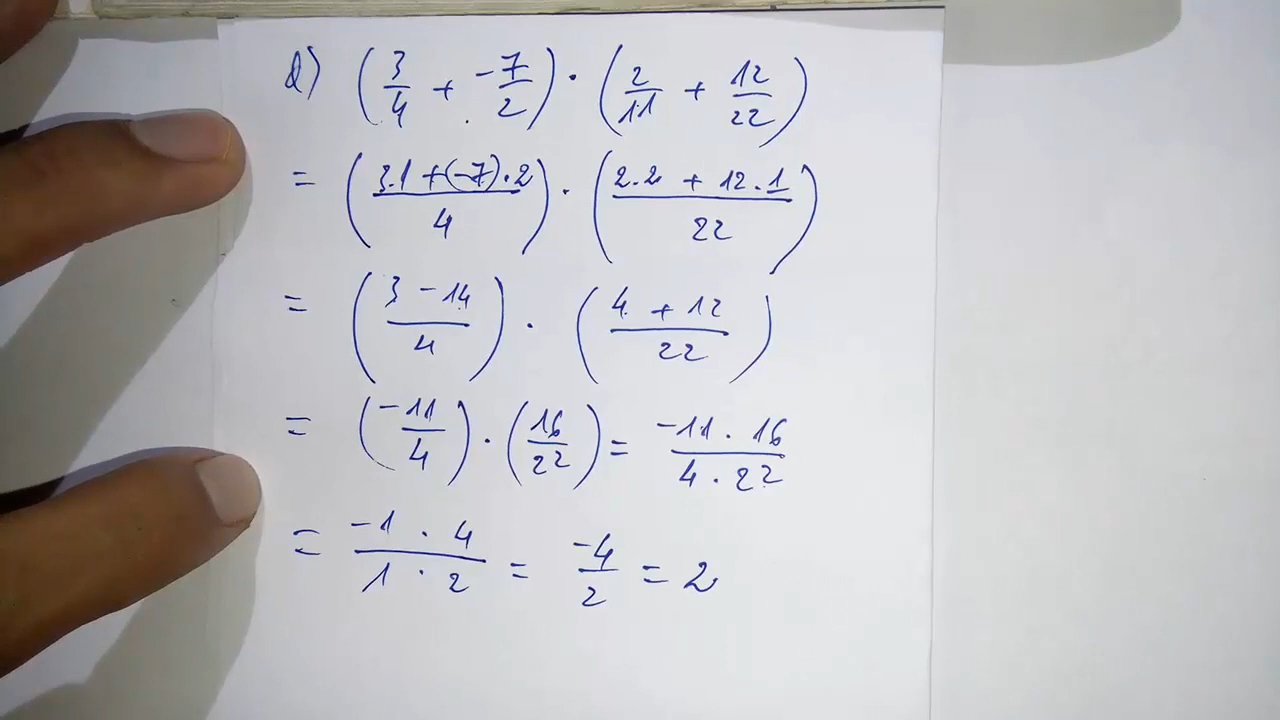 d) (3/4 + -7/2) · (2/11 + 12/22)
= (3.1 + (-7) · 2 / 4) · (2.2 + 12 · 1 / 22)
= (3 - 14 / 4) · (4 + 12 / 22)
= (-11/4) · (16/22) = -11 · 16 / 4 · 22
= -1 · 4 / 1 · 2 = -4/2 = 2